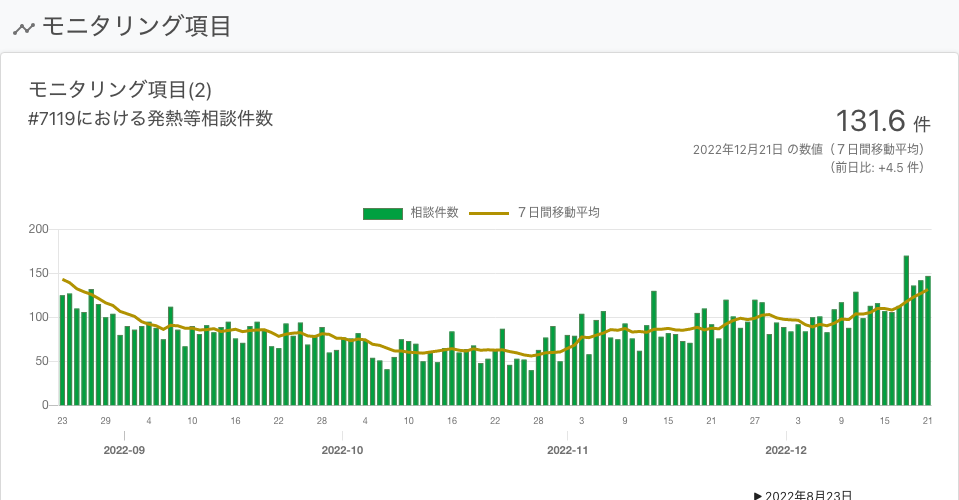 モニタリング項目
モニタリング項目(2)
#7119における発熱等相談件数
131.6 件
2022年12月21日 の数値（７日間移動平均）
（前日比: +4.5 件）
相談件数 ７日間移動平均
200
150
100
50
0
23 29 4 10 16 22 28 4 10 16 22 28 3 9 15 21 27 3 9 15 21
2022-09 2022-10 2022-11 2022-12
▶ 2022年8月23日